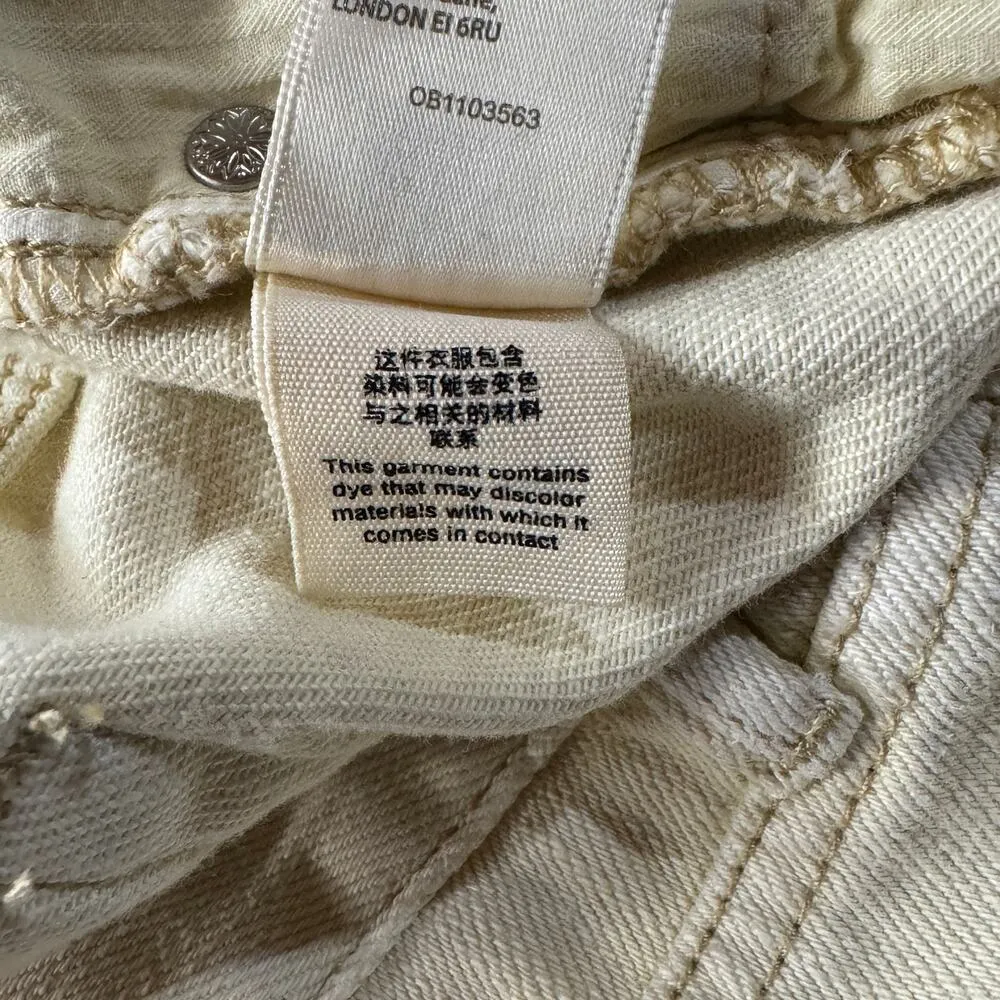 LONDON EI 6RU
OB1103563
这件衣服包含
染料可能会变色
与之相关的材料
联系
This garment contains
dye that may discolor
materials with which it
comes in contact